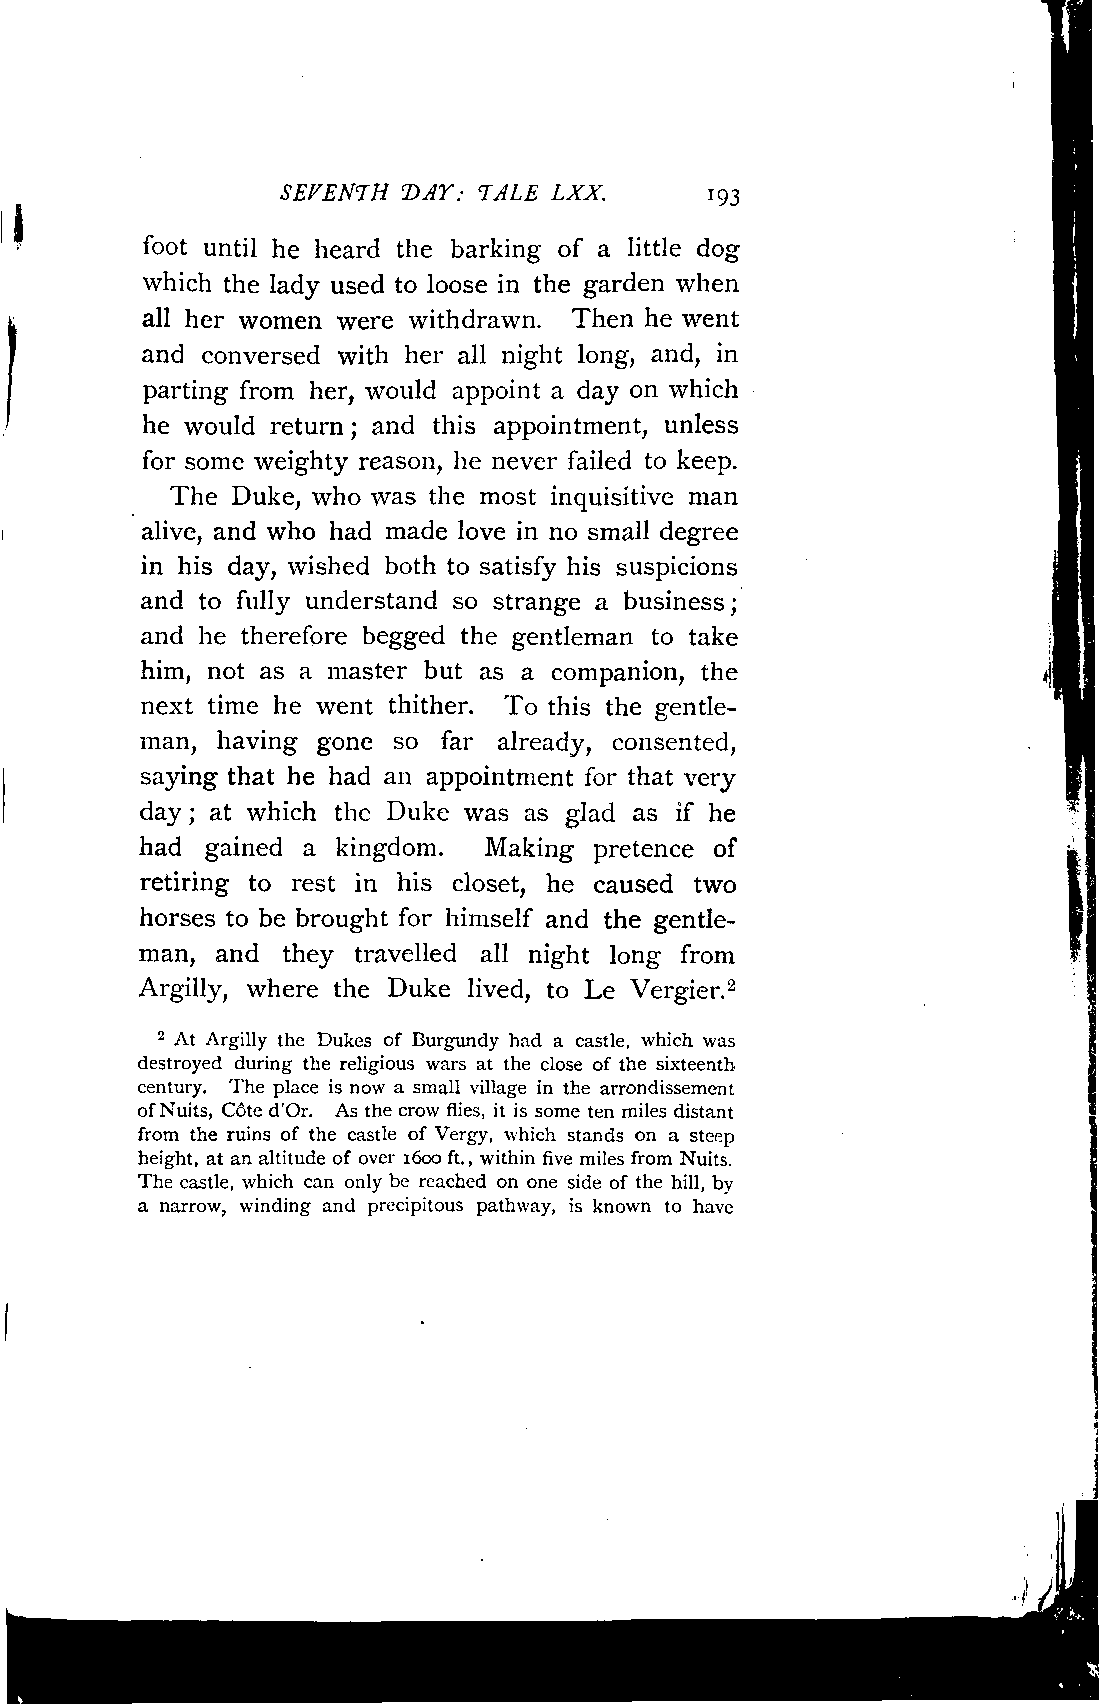 SEVENTH DAY: TALE LXX. 193
foot until he heard the barking of a little dog
which the lady used to loose in the garden when
all her women were withdrawn. Then he went
and conversed with her all night long, and, in
parting from her, would appoint a day on which
he would return; and this appointment, unless
for some weighty reason, he never failed to keep.
The Duke, who was the most inquisitive man
alive, and who had made love in no small degree
in his day, wished both to satisfy his suspicions
and to fully understand so strange a business;
and he therefore begged the gentleman to take
him, not as a master but as a companion, the
next time he went thither. To this the gentle-
man, having gone so far already, consented,
saying that he had an appointment for that very
day; at which the Duke was as glad as if he
had gained a kingdom. Making pretence of
retiring to rest in his closet, he caused two
horses to be brought for himself and the gentle-
man, and they travelled all night long from
Argilly, where the Duke lived, to Le Vergier.²
² At Argilly the Dukes of Burgundy had a castle, which was
destroyed during the religious wars at the close of the sixteenth
century. The place is now a small village in the arrondissement
of Nuits, Côte d'Or. As the crow flies, it is some ten miles distant
from the ruins of the castle of Vergy, which stands on a steep
height, at an altitude of over 1600 ft., within five miles from Nuits.
The castle, which can only be reached on one side of the hill, by
a narrow, winding and precipitous pathway, is known to have